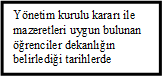 Yönetim kurulu kararı ile
mazeretleri uygun bulunan
öğrenciler dekanlığın
belirlediği tarihlerde